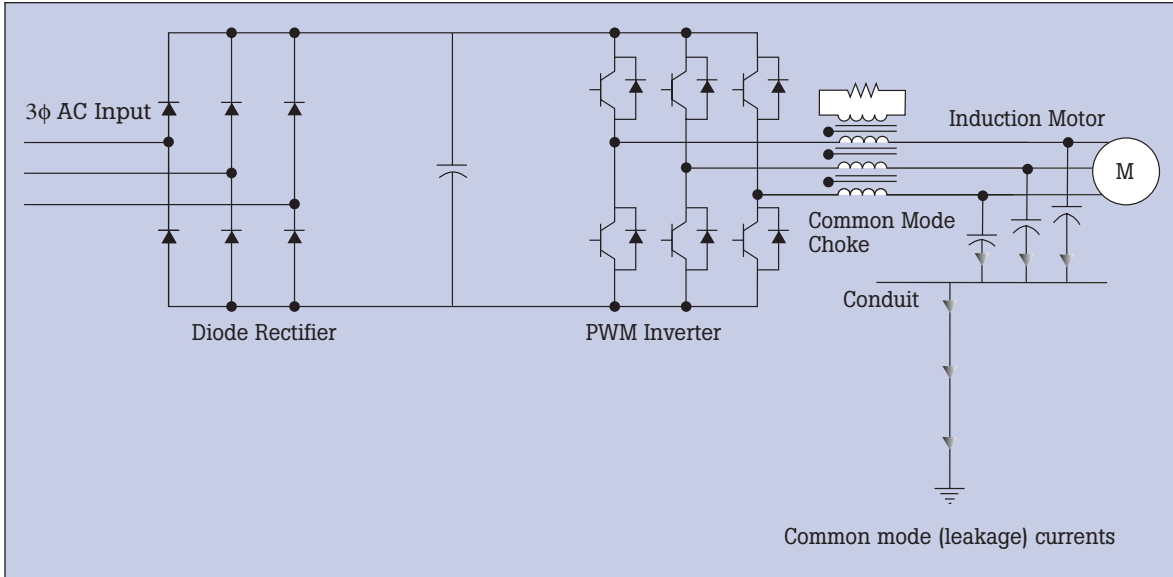 3ϕ AC Input
Induction Motor
M
Common Mode
Choke
Conduit
Diode Rectifier
PWM Inverter
Common mode (leakage) currents